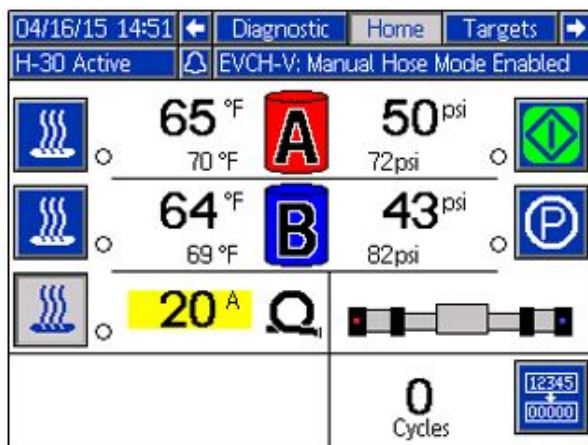 04/16/15 14:51 Diagnostic Home Targets
H-30 Active EVCH-V: Manual Hose Mode Enabled
65 °F A 50 psi
70 °F 72psi
64 °F B 43 psi
69 °F 82psi P
20 A
0
Cycles
12345
00000